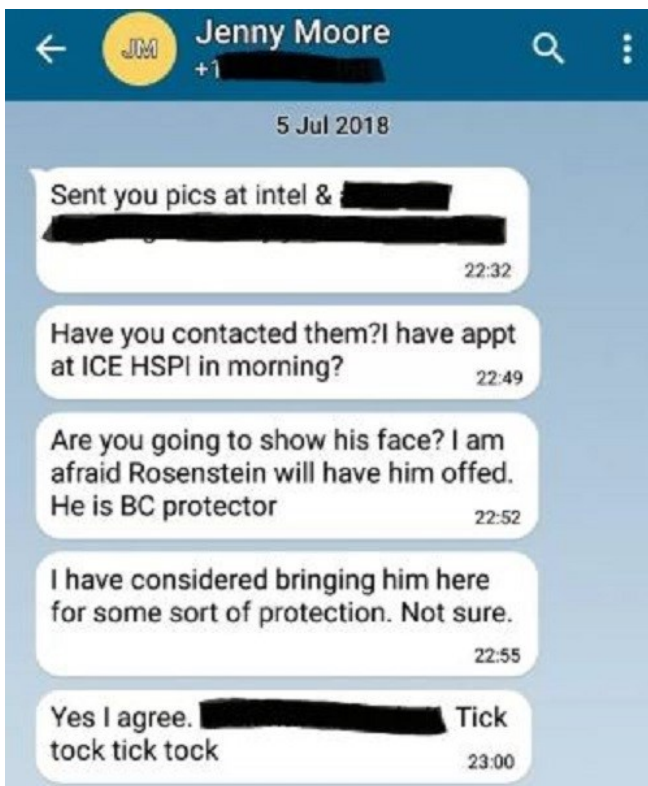 JM
Jenny Moore
+1
5 Jul 2018
Sent you pics at intel &
22:32
Have you contacted them?I have appt
at ICE HSPI in morning?
22:49
Are you going to show his face? I am
afraid Rosenstein will have him offed.
He is BC protector
22:52
I have considered bringing him here
for some sort of protection. Not sure.
22:55
Yes I agree. Tick
tock tick tock
23:00